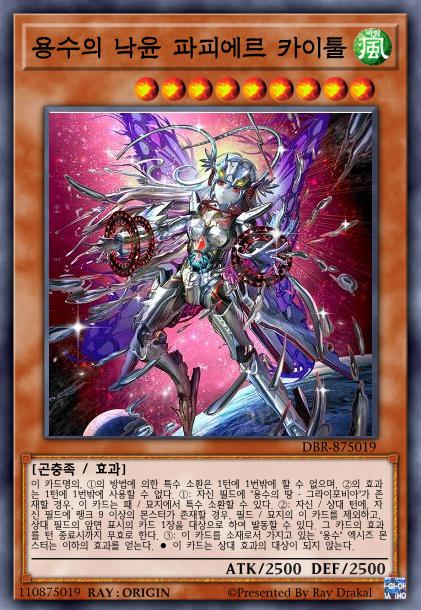 용수의 낙윤 파피에르 카이툴
바람
風
DBR-875019
[곤충족 / 효과]
이 카드명의, ①의 방법에 의한 특수 소환은 1턴에 1번밖에 할 수 없으며, ②의 효과
는 1턴에 1번밖에 사용할 수 없다. ①: 자신 필드에 "용수의 땅 - 그라이포비아"가 존
재할 경우, 이 카드는 패 / 묘지에서 특수 소환할 수 있다. ②: 자신 / 상대 턴에, 자
신 필드에 랭크 9 이상의 몬스터가 존재할 경우, 필드 / 묘지의 이 카드를 제외하고,
상대 필드의 앞면 표시의 카드 1장을 대상으로 하여 발동할 수 있다. 그 카드의 효과
를 턴 종료시까지 무효로 한다. ③: 이 카드를 소재로서 가지고 있는 "용수" 엑시즈 몬
스터는 이하의 효과를 얻는다. ● 이 카드는 상대 효과의 대상이 되지 않는다.
ATK/2500 DEF/2500
110875019 RAY : ORIGIN ©Presented By Ray Drakal